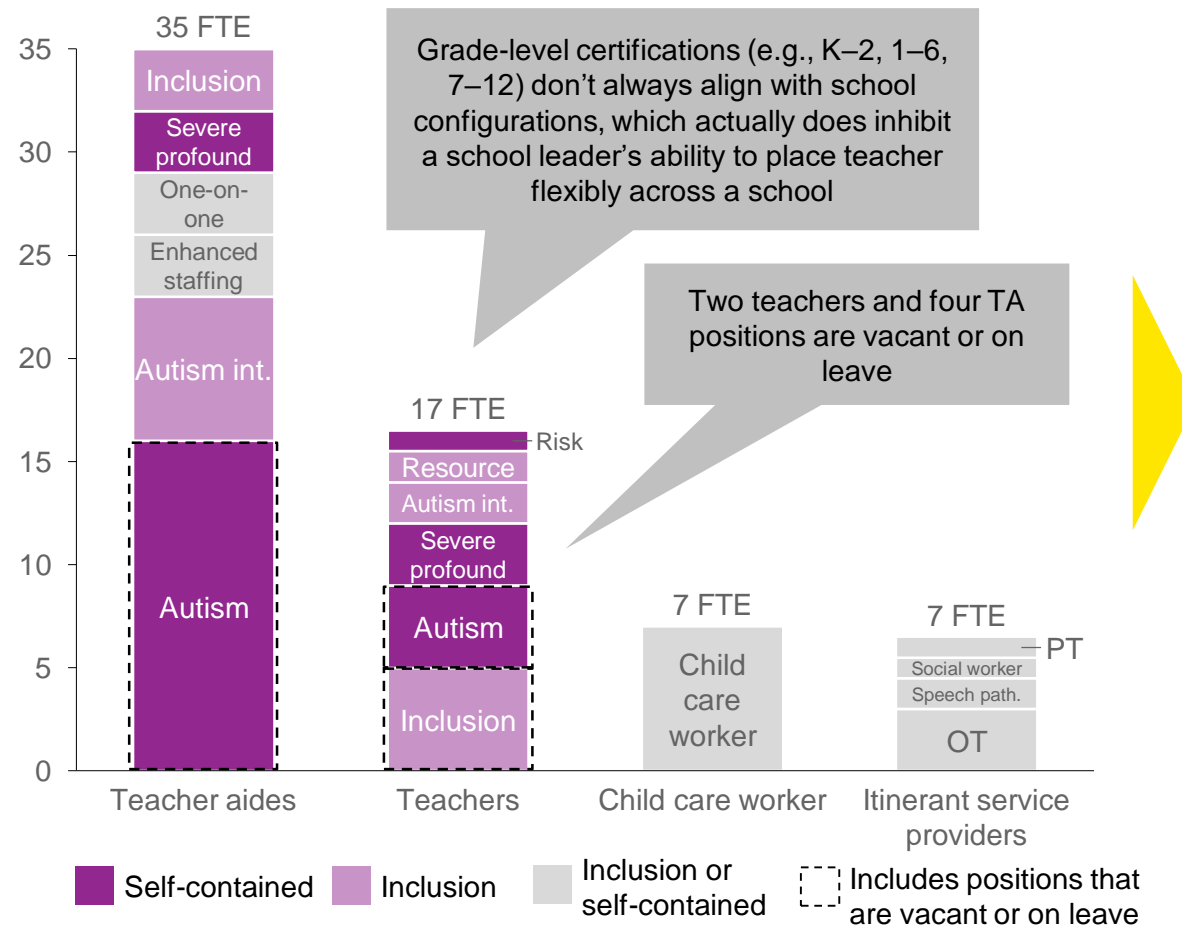 35 FTE
Grade-level certifications (e.g., K–2, 1–6,
7–12) don’t always align with school
configurations, which actually does inhibit
a school leader’s ability to place teacher
flexibly across a school
Two teachers and four TA
positions are vacant or on
leave
35
30
25
20
15
10
5
0
Inclusion
Severe
profound
One-on-
one
Enhanced
staffing
Autism int.
Autism
17 FTE
Risk
Resource
Autism int.
Severe
profound
Autism
Inclusion
7 FTE
Child
care
worker
7 FTE
PT
Social worker
Speech path.
OT
Teacher aides
Teachers
Child care worker
Itinerant service
providers
Self-contained
Inclusion
Inclusion or
self-contained
Includes positions that
are vacant or on leave